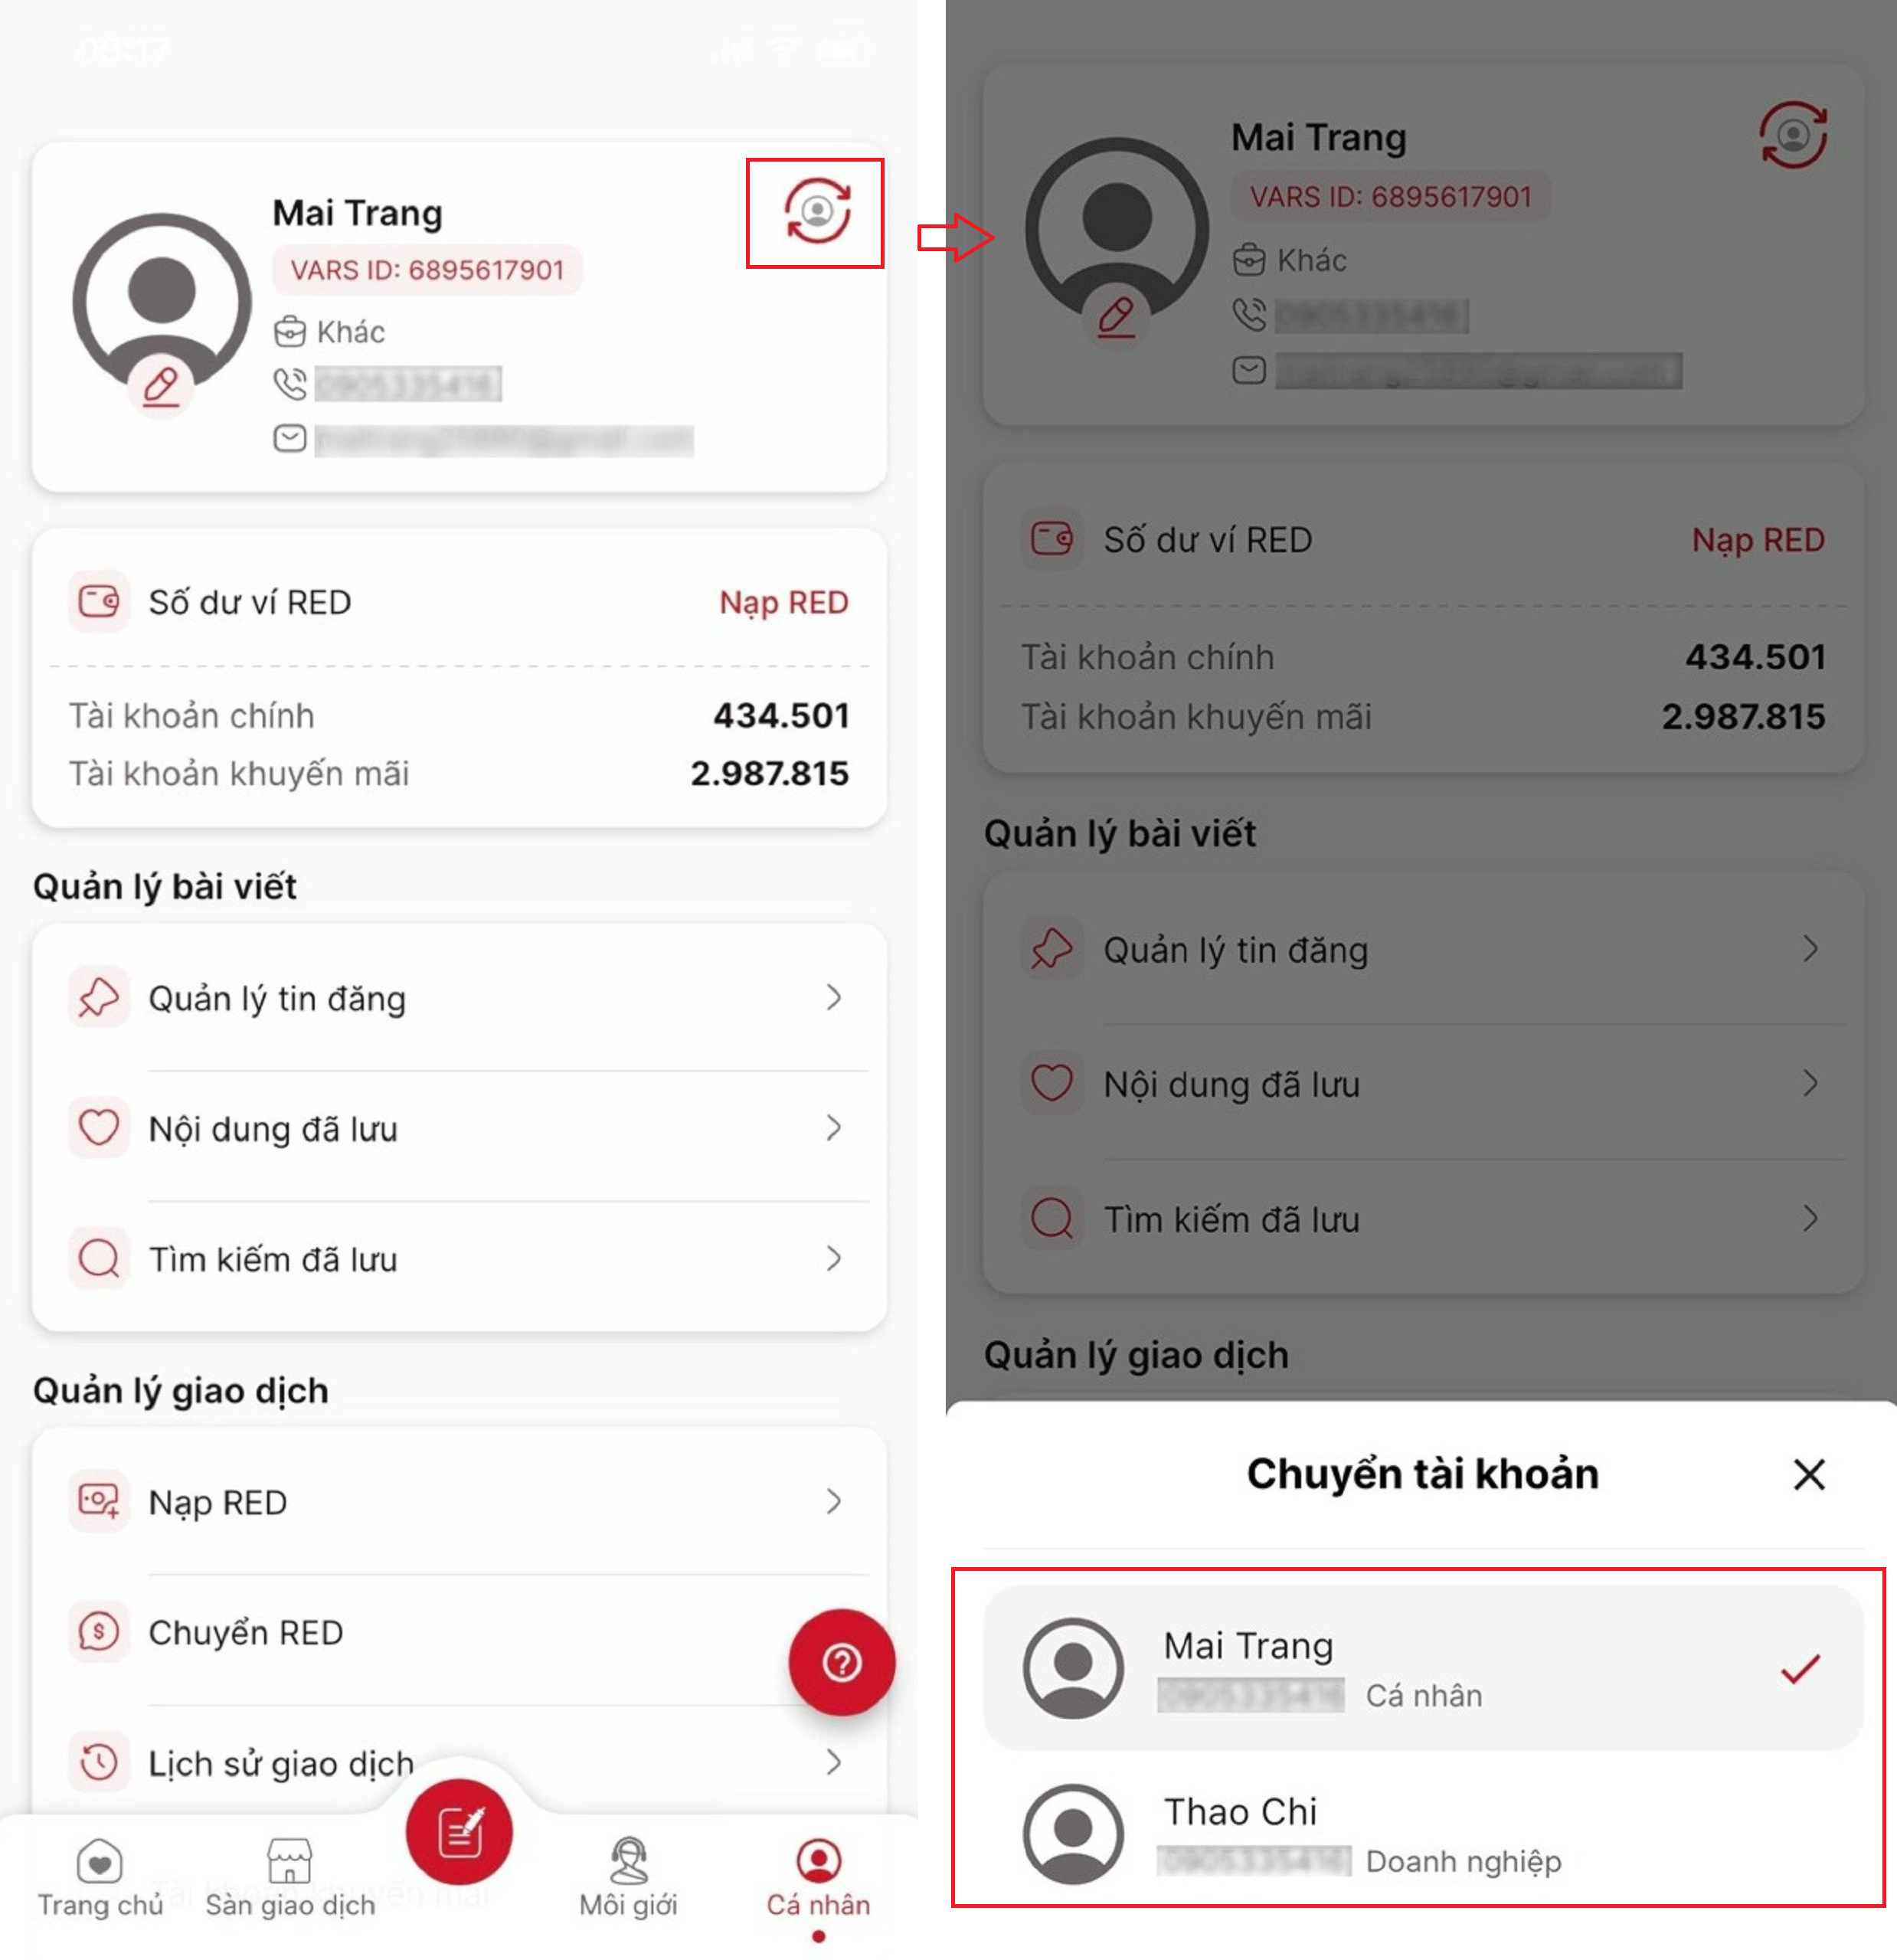 09:17
Mai Trang
VARS ID: 6895617901
Khác
Số dư ví RED
Nạp RED
Tài khoản chính
434.501
Tài khoản khuyến mãi
2.987.815
Quản lý bài viết
Quản lý tin đăng
Nội dung đã lưu
Tìm kiếm đã lưu
Quản lý giao dịch
Nạp RED
Chuyển RED
Lịch sử giao dịch
Tài khoản khuyến mãi
Trang chủ
Sàn giao dịch
Môi giới
Cá nhân
Mai Trang
VARS ID: 6895617901
Khác
Số dư ví RED
Nạp RED
Tài khoản chính
434.501
Tài khoản khuyến mãi
2.987.815
Quản lý bài viết
Quản lý tin đăng
Nội dung đã lưu
Tìm kiếm đã lưu
Quản lý giao dịch
Chuyển tài khoản
Mai Trang
Cá nhân
Thao Chi
Doanh nghiệp